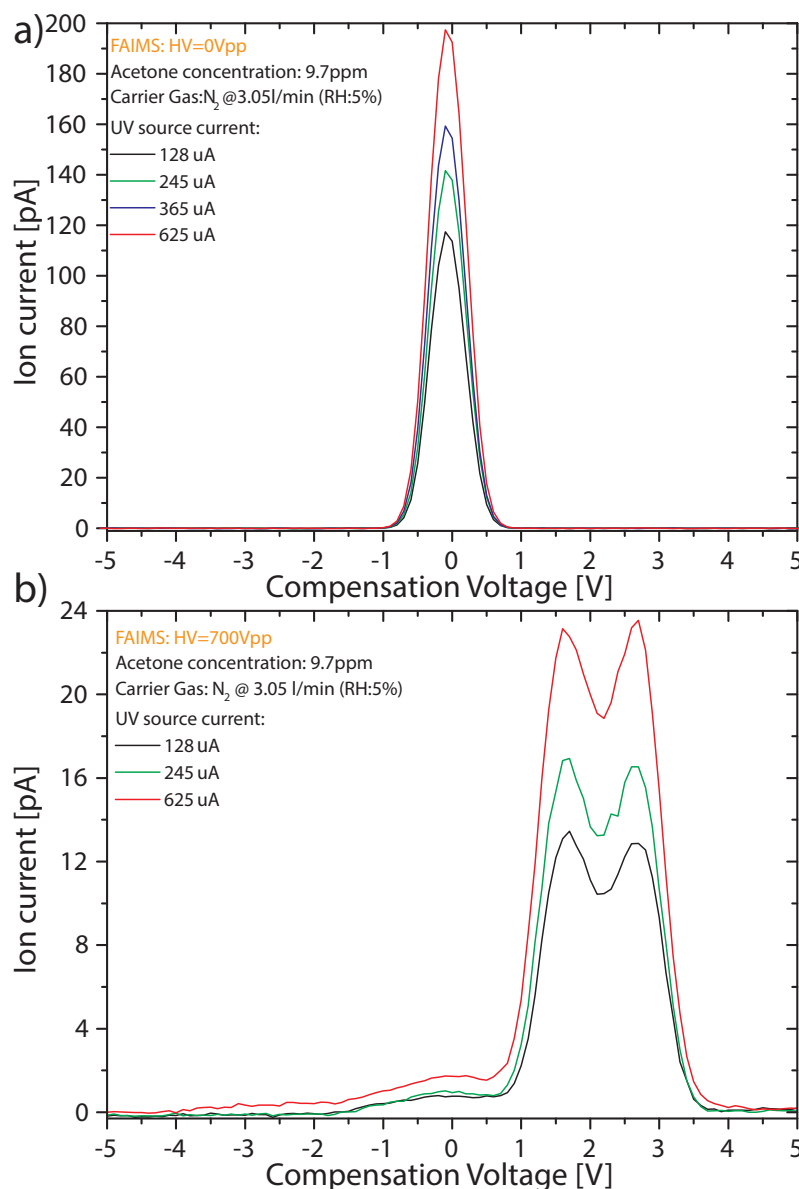 a)
FAIMS: HV=0Vpp
Acetone concentration: 9.7ppm
Carrier Gas:N2 @3.05l/min (RH:5%)
UV source current:
128 uA
245 uA
365 uA
625 uA
Ion current [pA]
200
180
160
140
120
100
80
60
40
20
0
-5 -4 -3 -2 -1 0 1 2 3 4 5
Compensation Voltage [V]
b)
FAIMS: HV=700Vpp
Acetone concentration: 9.7ppm
Carrier Gas: N2 @ 3.05 l/min (RH:5%)
UV source current:
128 uA
245 uA
625 uA
Ion current [pA]
24
20
16
12
8
4
0
-5 -4 -3 -2 -1 0 1 2 3 4 5
Compensation Voltage [V]